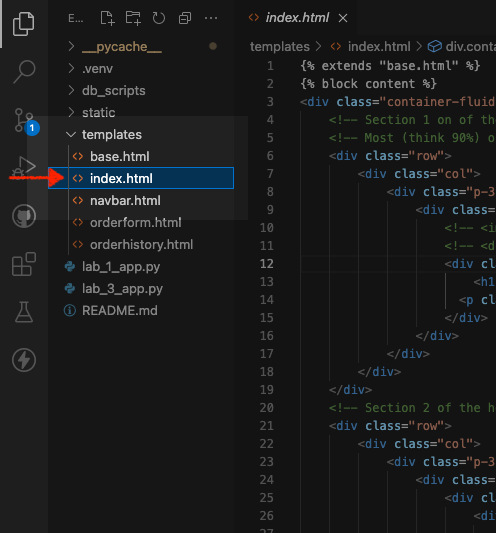 E...
index.html
__pycache__
.venv
db_scripts
static
templates
base.html
index.html
navbar.html
orderform.html
orderhistory.html
lab_1_app.py
lab_3_app.py
README.md
1
templates > index.html > div.conta
1 {% extends "base.html" %}
2 {% block content %}
3 <div class="container-fluid
4 <!-- Section 1 on of the
5 <!-- Most (think 90%) o
6 <div class="row">
7 <div class="col">
8 <div class="p-3
9 <div class=
10 <!-- <i
11 <!-- <d
12 <div cl
13 <h1
14 <p c
15 </div>
16 </div>
17 </div>
18 </div>
19 </div>
20 <!-- Section 2 of the h
21 <div class="row">
22 <div class="col">
23 <div class="p-3
24 <div class=
25 <div cl
26 <di